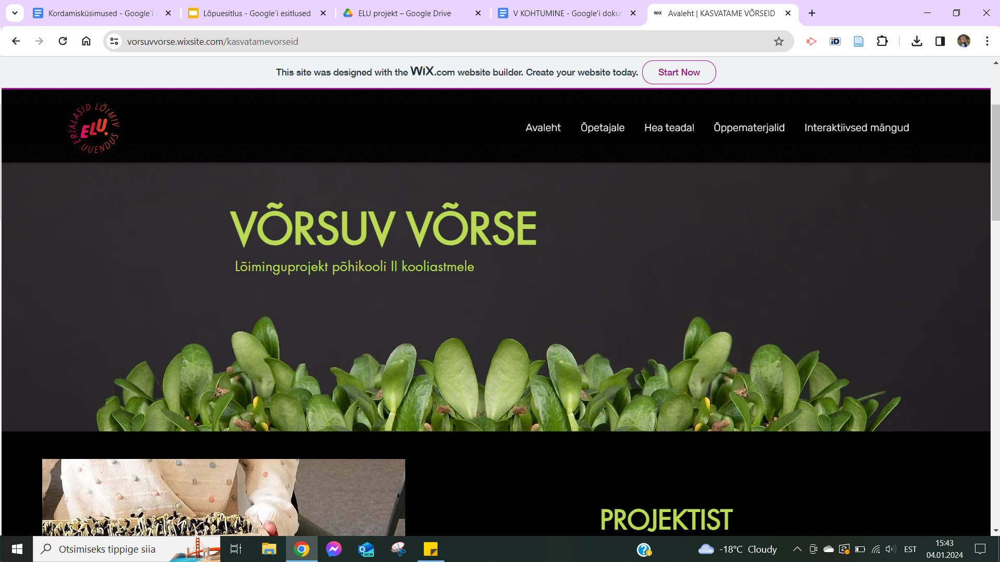 Kordamisküsimused - Google'i
Lõpuesitlus - Google'i esitlused
ELU projekt – Google Drive
V KOHTUMINE - Google'i doku
WIX Avaleht | KASVATAME VÕRSEID
vorsuvvorse.wixsite.com/kasvatamevorseid
iD
This site was designed with the WiX.com website builder. Create your website today. Start Now
ERIALASID LÕIMIV UUENDUS
ELU.
Avaleht Õpetajale Hea teada! Õppematerjalid Interaktiivsed mängud
VÕRSUV VÕRSE
Lõiminguprojekt põhikooli II kooliastmele
PROJEKTIST
Otsimiseks tippige siia
NEW
-18°C Cloudy
EST
15:43
04.01.2024